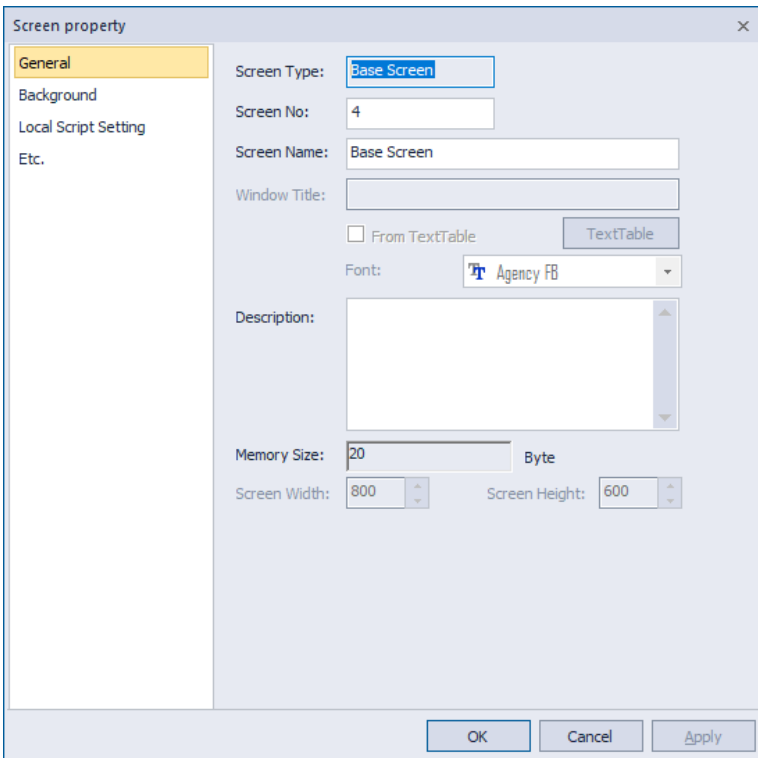 Screen property
General
Background
Local Script Setting
Etc.
Screen Type: Base Screen
Screen No: 4
Screen Name: Base Screen
Window Title:
From TextTable TextTable
Font: Agency FB
Description:
Memory Size: 20 Byte
Screen Width: 800 Screen Height: 600
OK Cancel Apply